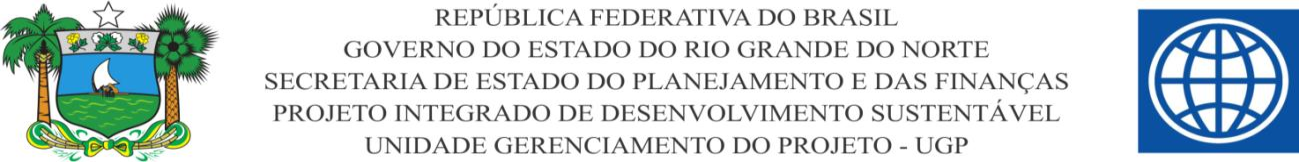 REPÚBLICA FEDERATIVA DO BRASIL
GOVERNO DO ESTADO DO RIO GRANDE DO NORTE
SECRETARIA DE ESTADO DO PLANEJAMENTO E DAS FINANÇAS
PROJETO INTEGRADO DE DESENVOLVIMENTO SUSTENTÁVEL
UNIDADE GERENCIAMENTO DO PROJETO - UGP